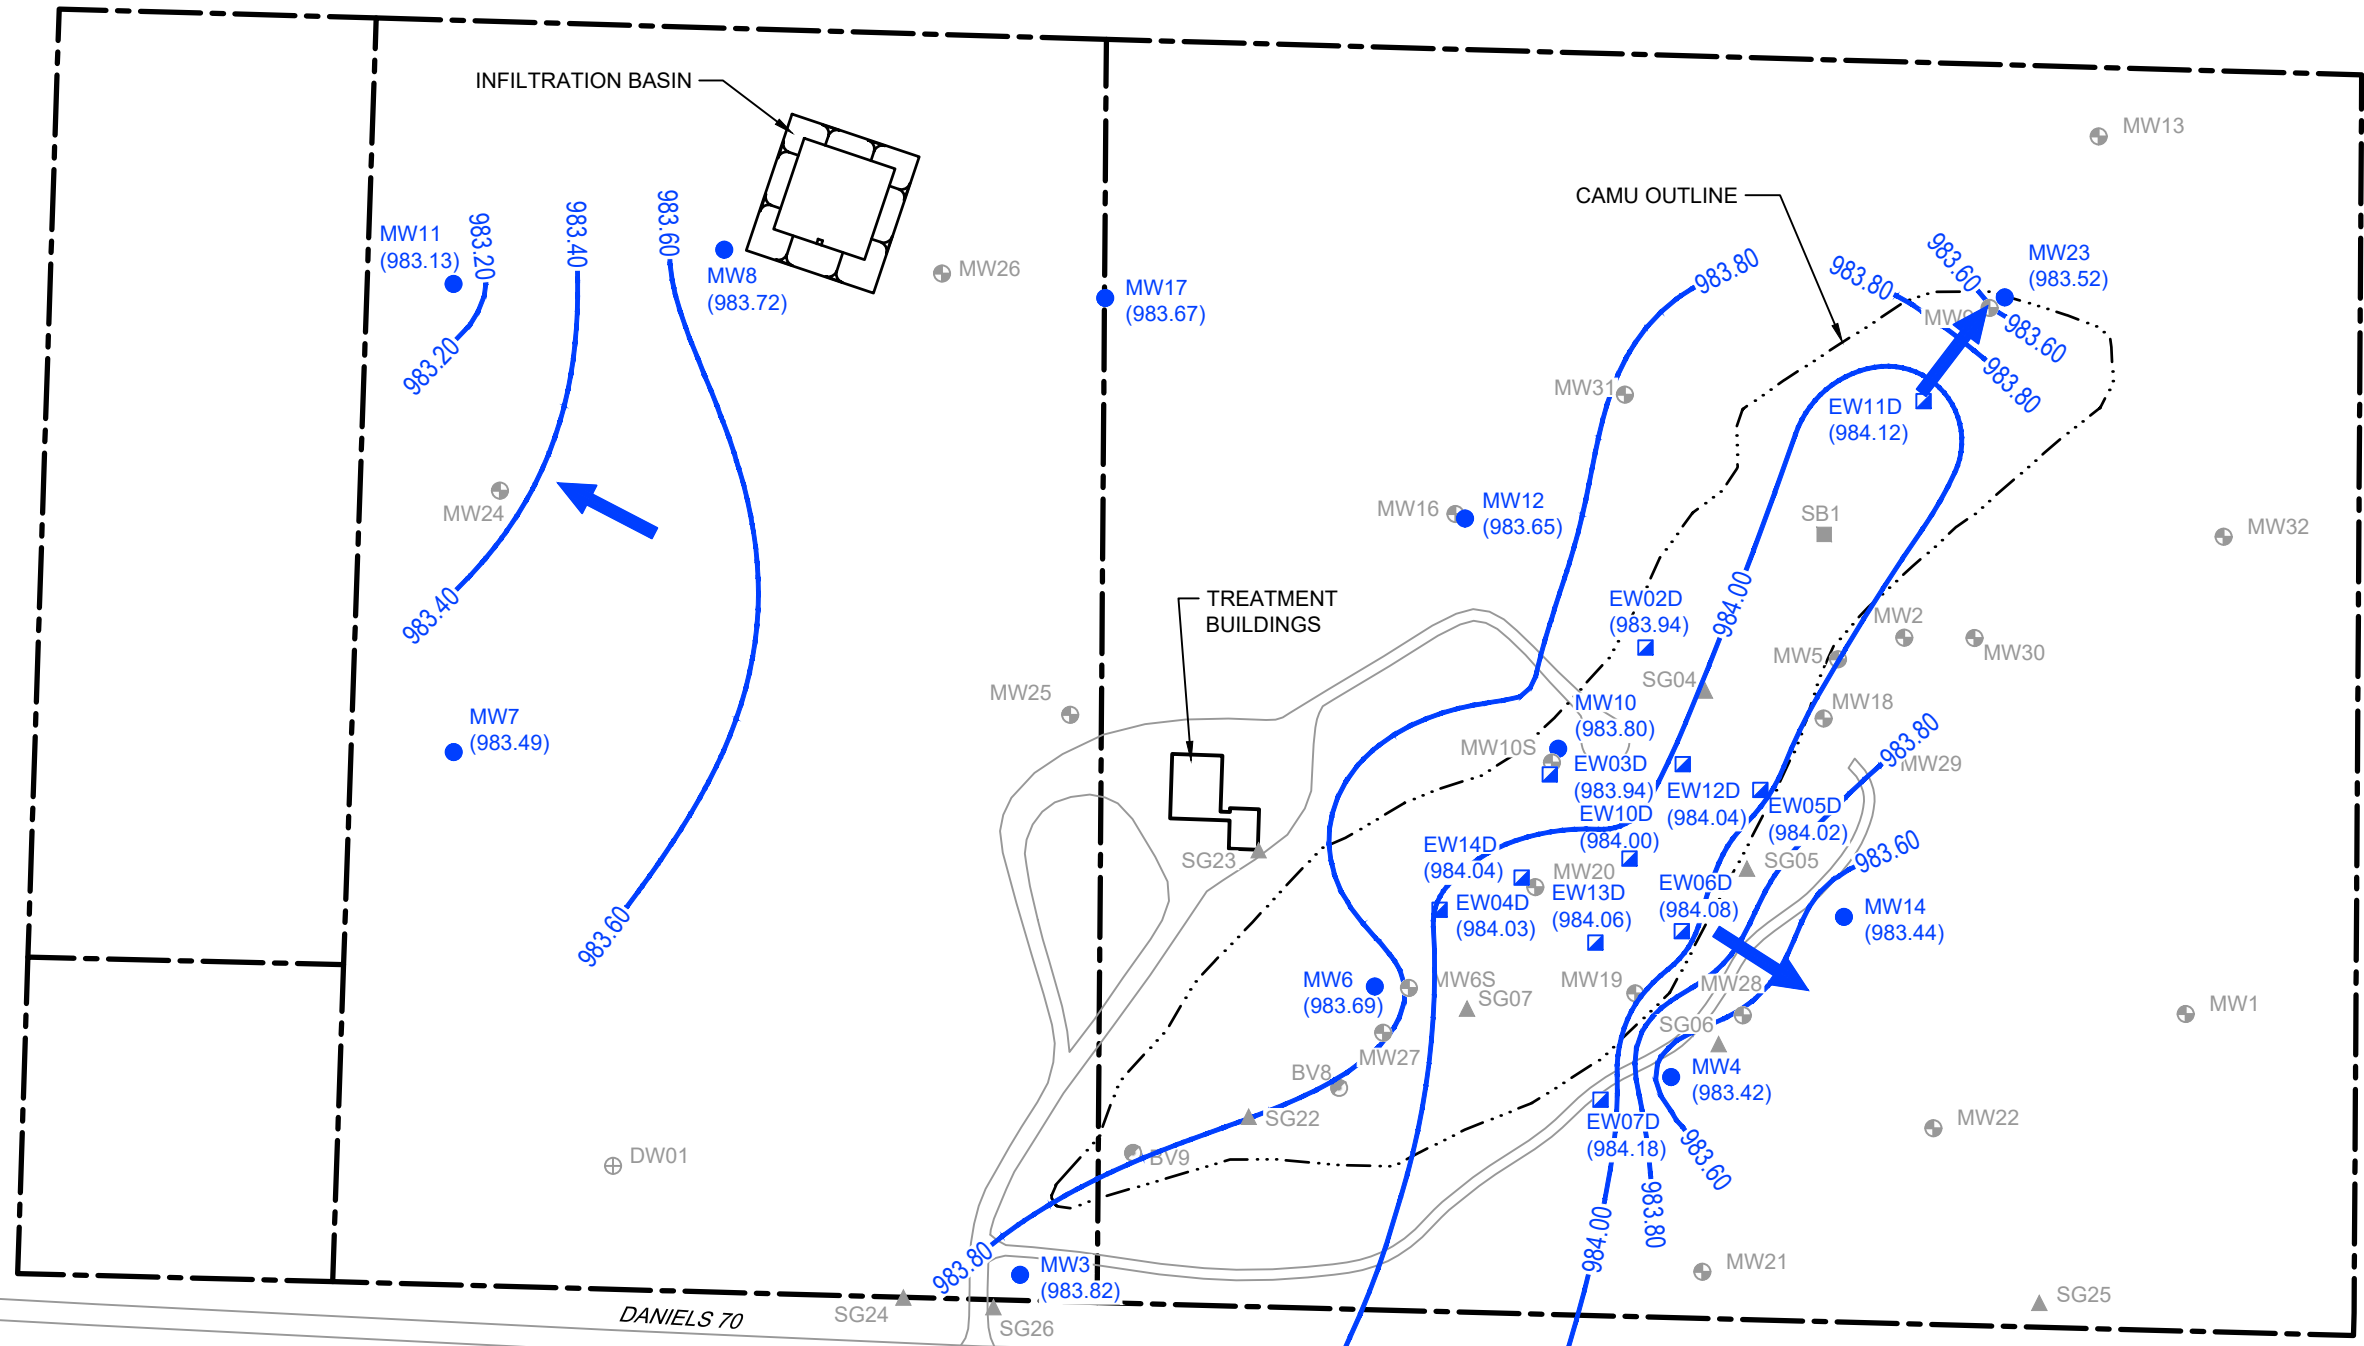 INFILTRATION BASIN
MW13
CAMU OUTLINE
MW11
(983.13)
983.20
983.40
983.60
MW8
(983.72)
MW26
MW17
(983.67)
983.80
983.80
983.60
MW23
(983.52)
MW9
983.60
983.80
983.20
MW31
EW11D
(984.12)
MW24
MW16
MW12
(983.65)
SB1
MW32
983.40
TREATMENT
BUILDINGS
EW02D
(983.94)
984.00
MW2
MW30
MW5
SG04
MW25
MW10
(983.80)
MW18
MW7
(983.49)
MW10S
EW03D
(983.94)
EW12D
(984.04)
983.80
MW29
EW05D
(984.02)
EW10D
(984.00)
SG23
EW14D
(984.04)
MW20
SG05
983.60
EW04D
(984.03)
EW13D
(984.06)
EW06D
(984.08)
MW14
(983.44)
983.60
MW6
(983.69)
MW6S
SG07
MW19
MW28
MW1
SG06
MW27
BV8
MW4
(983.42)
SG22
EW07D
(984.18)
983.60
MW22
DW01
BV9
984.00
983.80
983.80
MW3
(983.82)
MW21
SG25
DANIELS 70
SG24
SG26